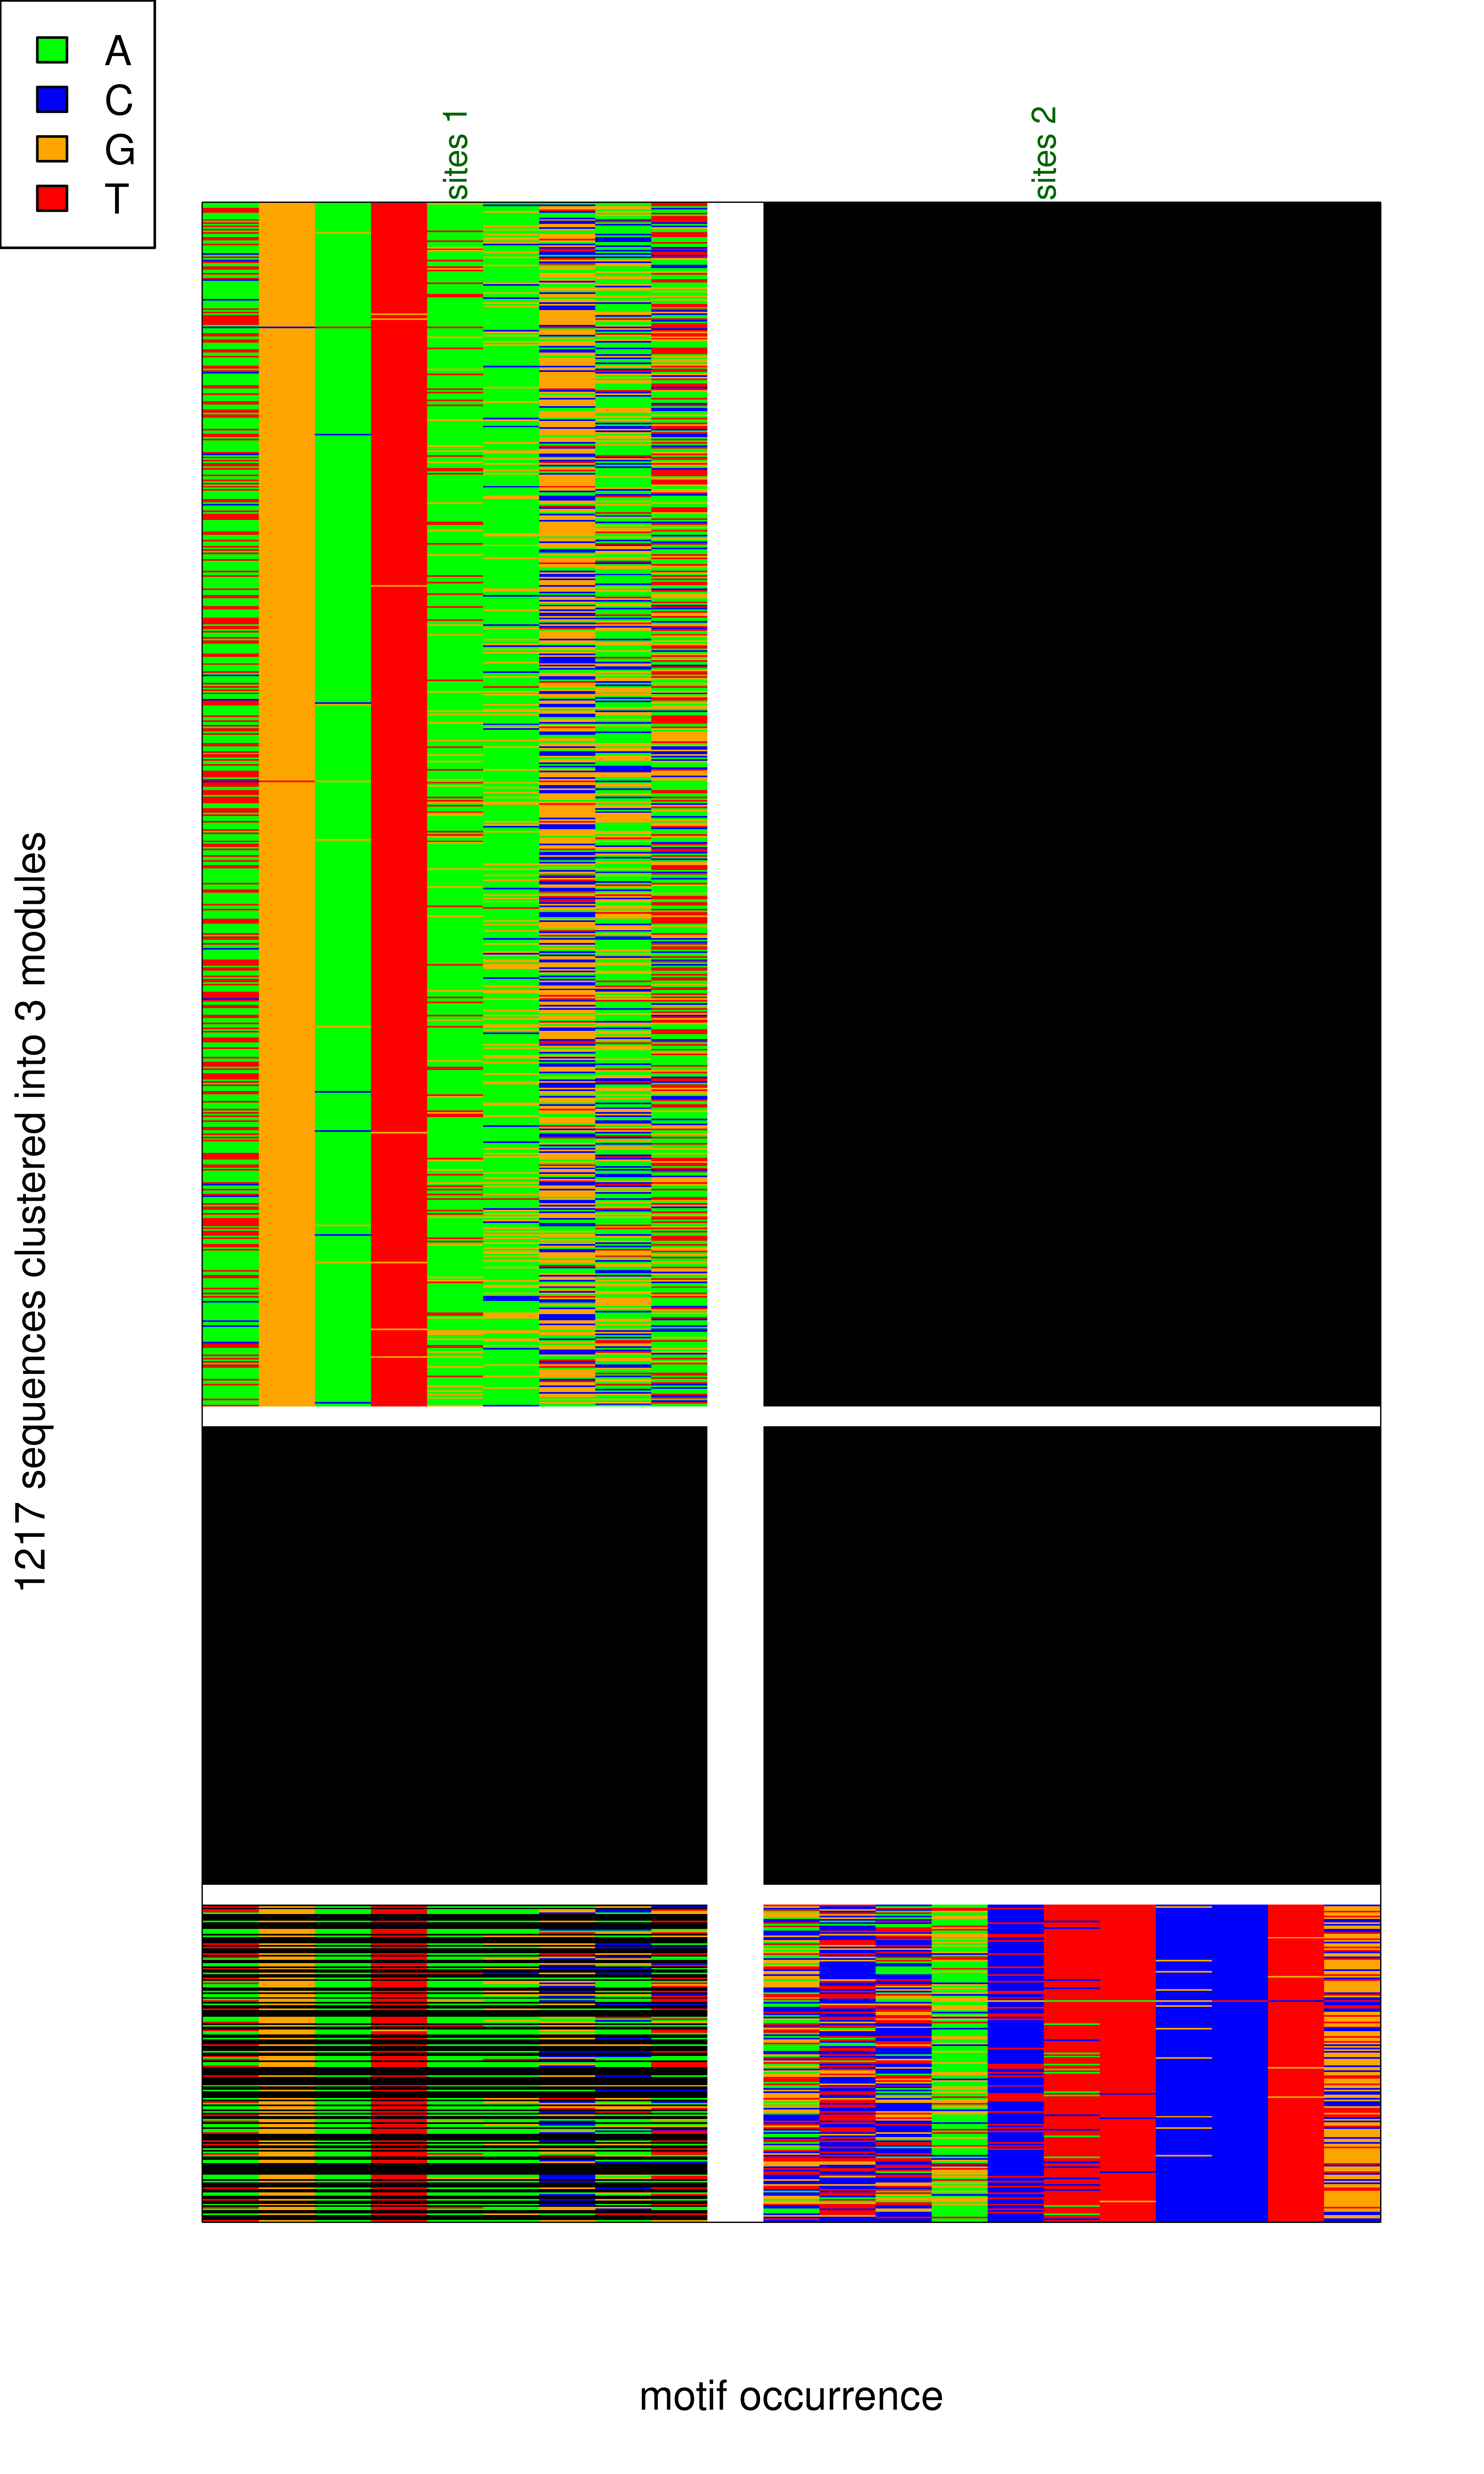 A
C
G
T
sites 1
sites 2
1217 sequences clustered into 3 modules
motif occurrence